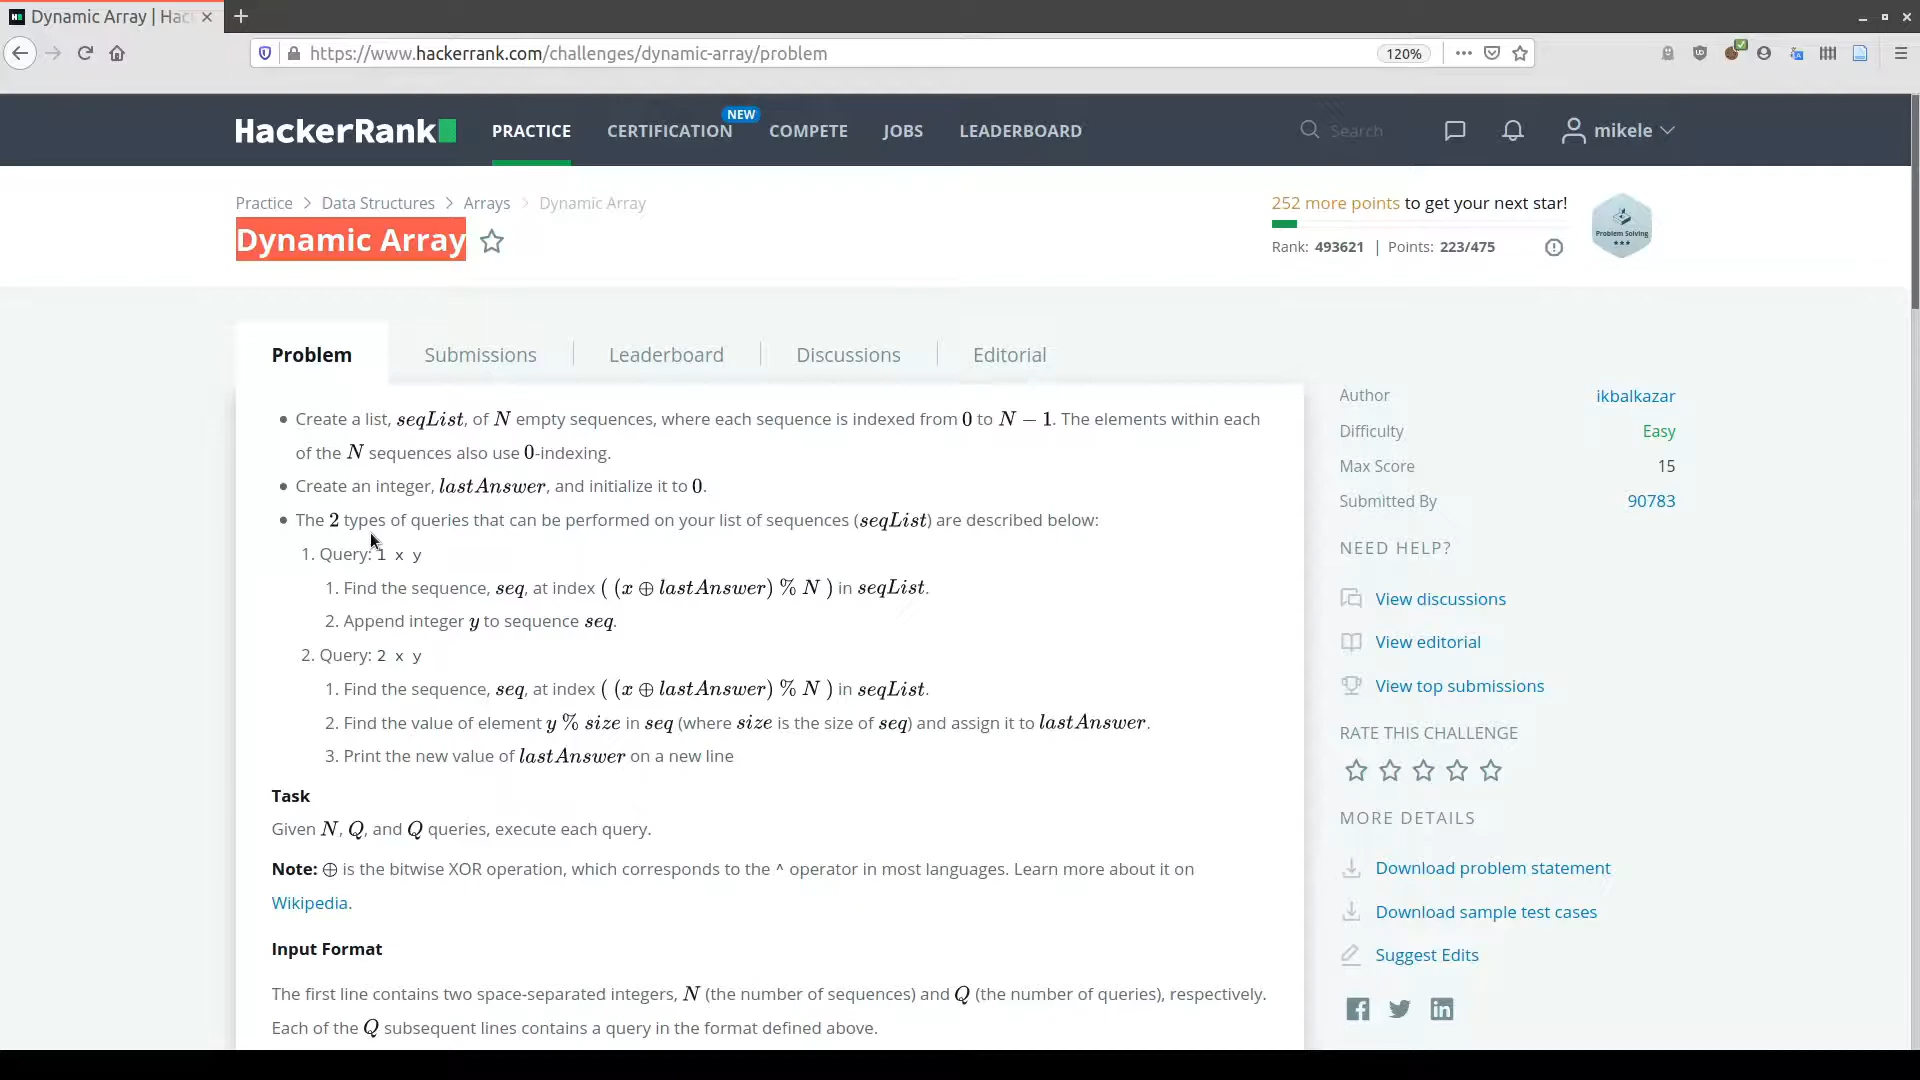 Dynamic Array | Hac
https://www.hackerrank.com/challenges/dynamic-array/problem
120%
HackerRank
PRACTICE
CERTIFICATION
NEW
COMPETE
JOBS
LEADERBOARD
Search
mikele
Practice > Data Structures > Arrays > Dynamic Array
Dynamic Array
252 more points to get your next star!
Rank: 493621 | Points: 223/475
Problem Solving
Problem
Submissions
Leaderboard
Discussions
Editorial
• Create a list, seqList, of N empty sequences, where each sequence is indexed from 0 to N − 1. The elements within each
of the N sequences also use 0-indexing.
• Create an integer, lastAnswer, and initialize it to 0.
• The 2 types of queries that can be performed on your list of sequences (seqList) are described below:
1. Query: 1 x y
1. Find the sequence, seq, at index ( (x ⊕ lastAnswer) % N ) in seqList.
2. Append integer y to sequence seq.
2. Query: 2 x y
1. Find the sequence, seq, at index ( (x ⊕ lastAnswer) % N ) in seqList.
2. Find the value of element y % size in seq (where size is the size of seq) and assign it to lastAnswer.
3. Print the new value of lastAnswer on a new line
Task
Given N, Q, and Q queries, execute each query.
Note: ⊕ is the bitwise XOR operation, which corresponds to the ^ operator in most languages. Learn more about it on
Wikipedia.
Input Format
The first line contains two space-separated integers, N (the number of sequences) and Q (the number of queries), respectively.
Each of the Q subsequent lines contains a query in the format defined above.
Author ikbalkazar
Difficulty Easy
Max Score 15
Submitted By 90783
NEED HELP?
View discussions
View editorial
View top submissions
RATE THIS CHALLENGE
MORE DETAILS
Download problem statement
Download sample test cases
Suggest Edits